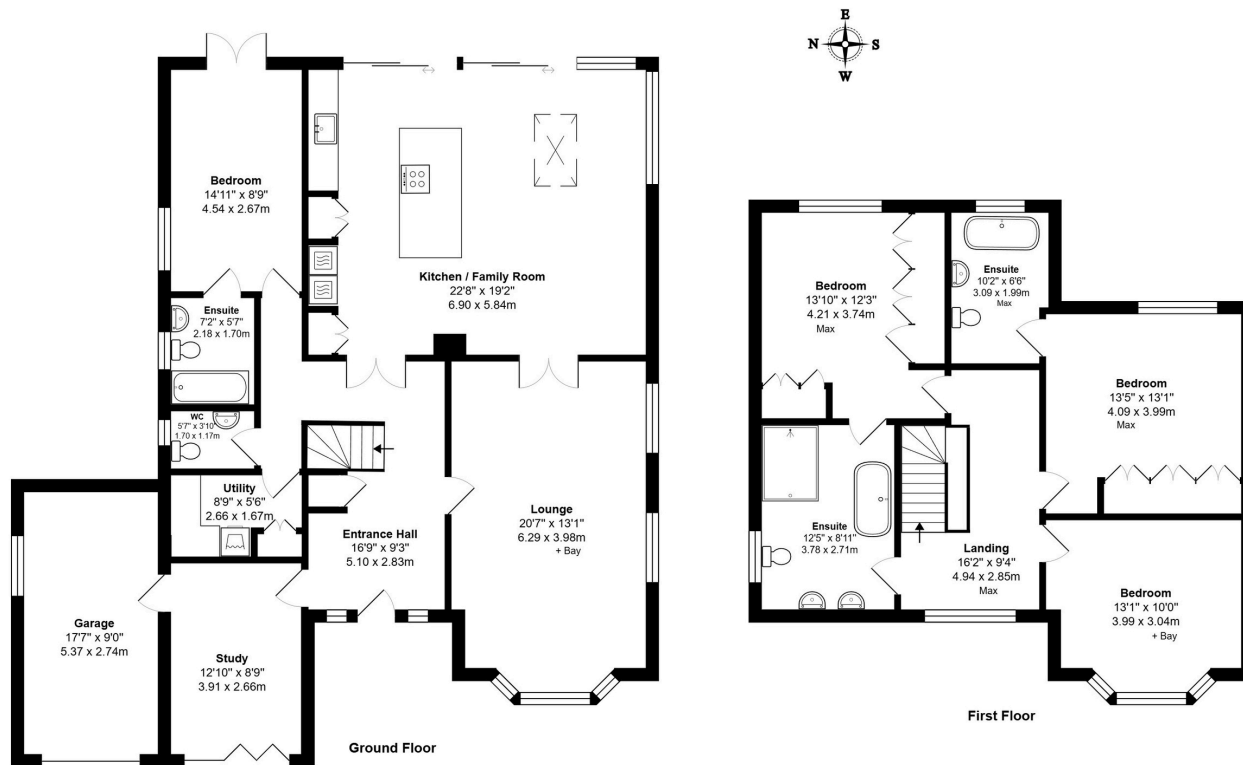 E
N S
W
Bedroom
14'11" x 8'9"
4.54 x 2.67m
Kitchen / Family Room
22'8" x 19'2"
6.90 x 5.84m
Ensuite
7'2" x 5'7"
2.18 x 1.70m
WC
5'7" x 3'10"
1.70 x 1.17m
Utility
8'9" x 5'6"
2.66 x 1.67m
Entrance Hall
16'9" x 9'3"
5.10 x 2.83m
Lounge
20'7" x 13'1"
6.29 x 3.98m
+ Bay
Garage
17'7" x 9'0"
5.37 x 2.74m
Study
12'10" x 8'9"
3.91 x 2.66m
Ground Floor
Bedroom
13'10" x 12'3"
4.21 x 3.74m
Max
Ensuite
10'2" x 6'6"
3.09 x 1.99m
Max
Bedroom
13'5" x 13'1"
4.09 x 3.99m
Max
Ensuite
12'5" x 8'11"
3.78 x 2.71m
Landing
16'2" x 9'4"
4.94 x 2.85m
Max
Bedroom
13'1" x 10'0"
3.99 x 3.04m
+ Bay
First Floor